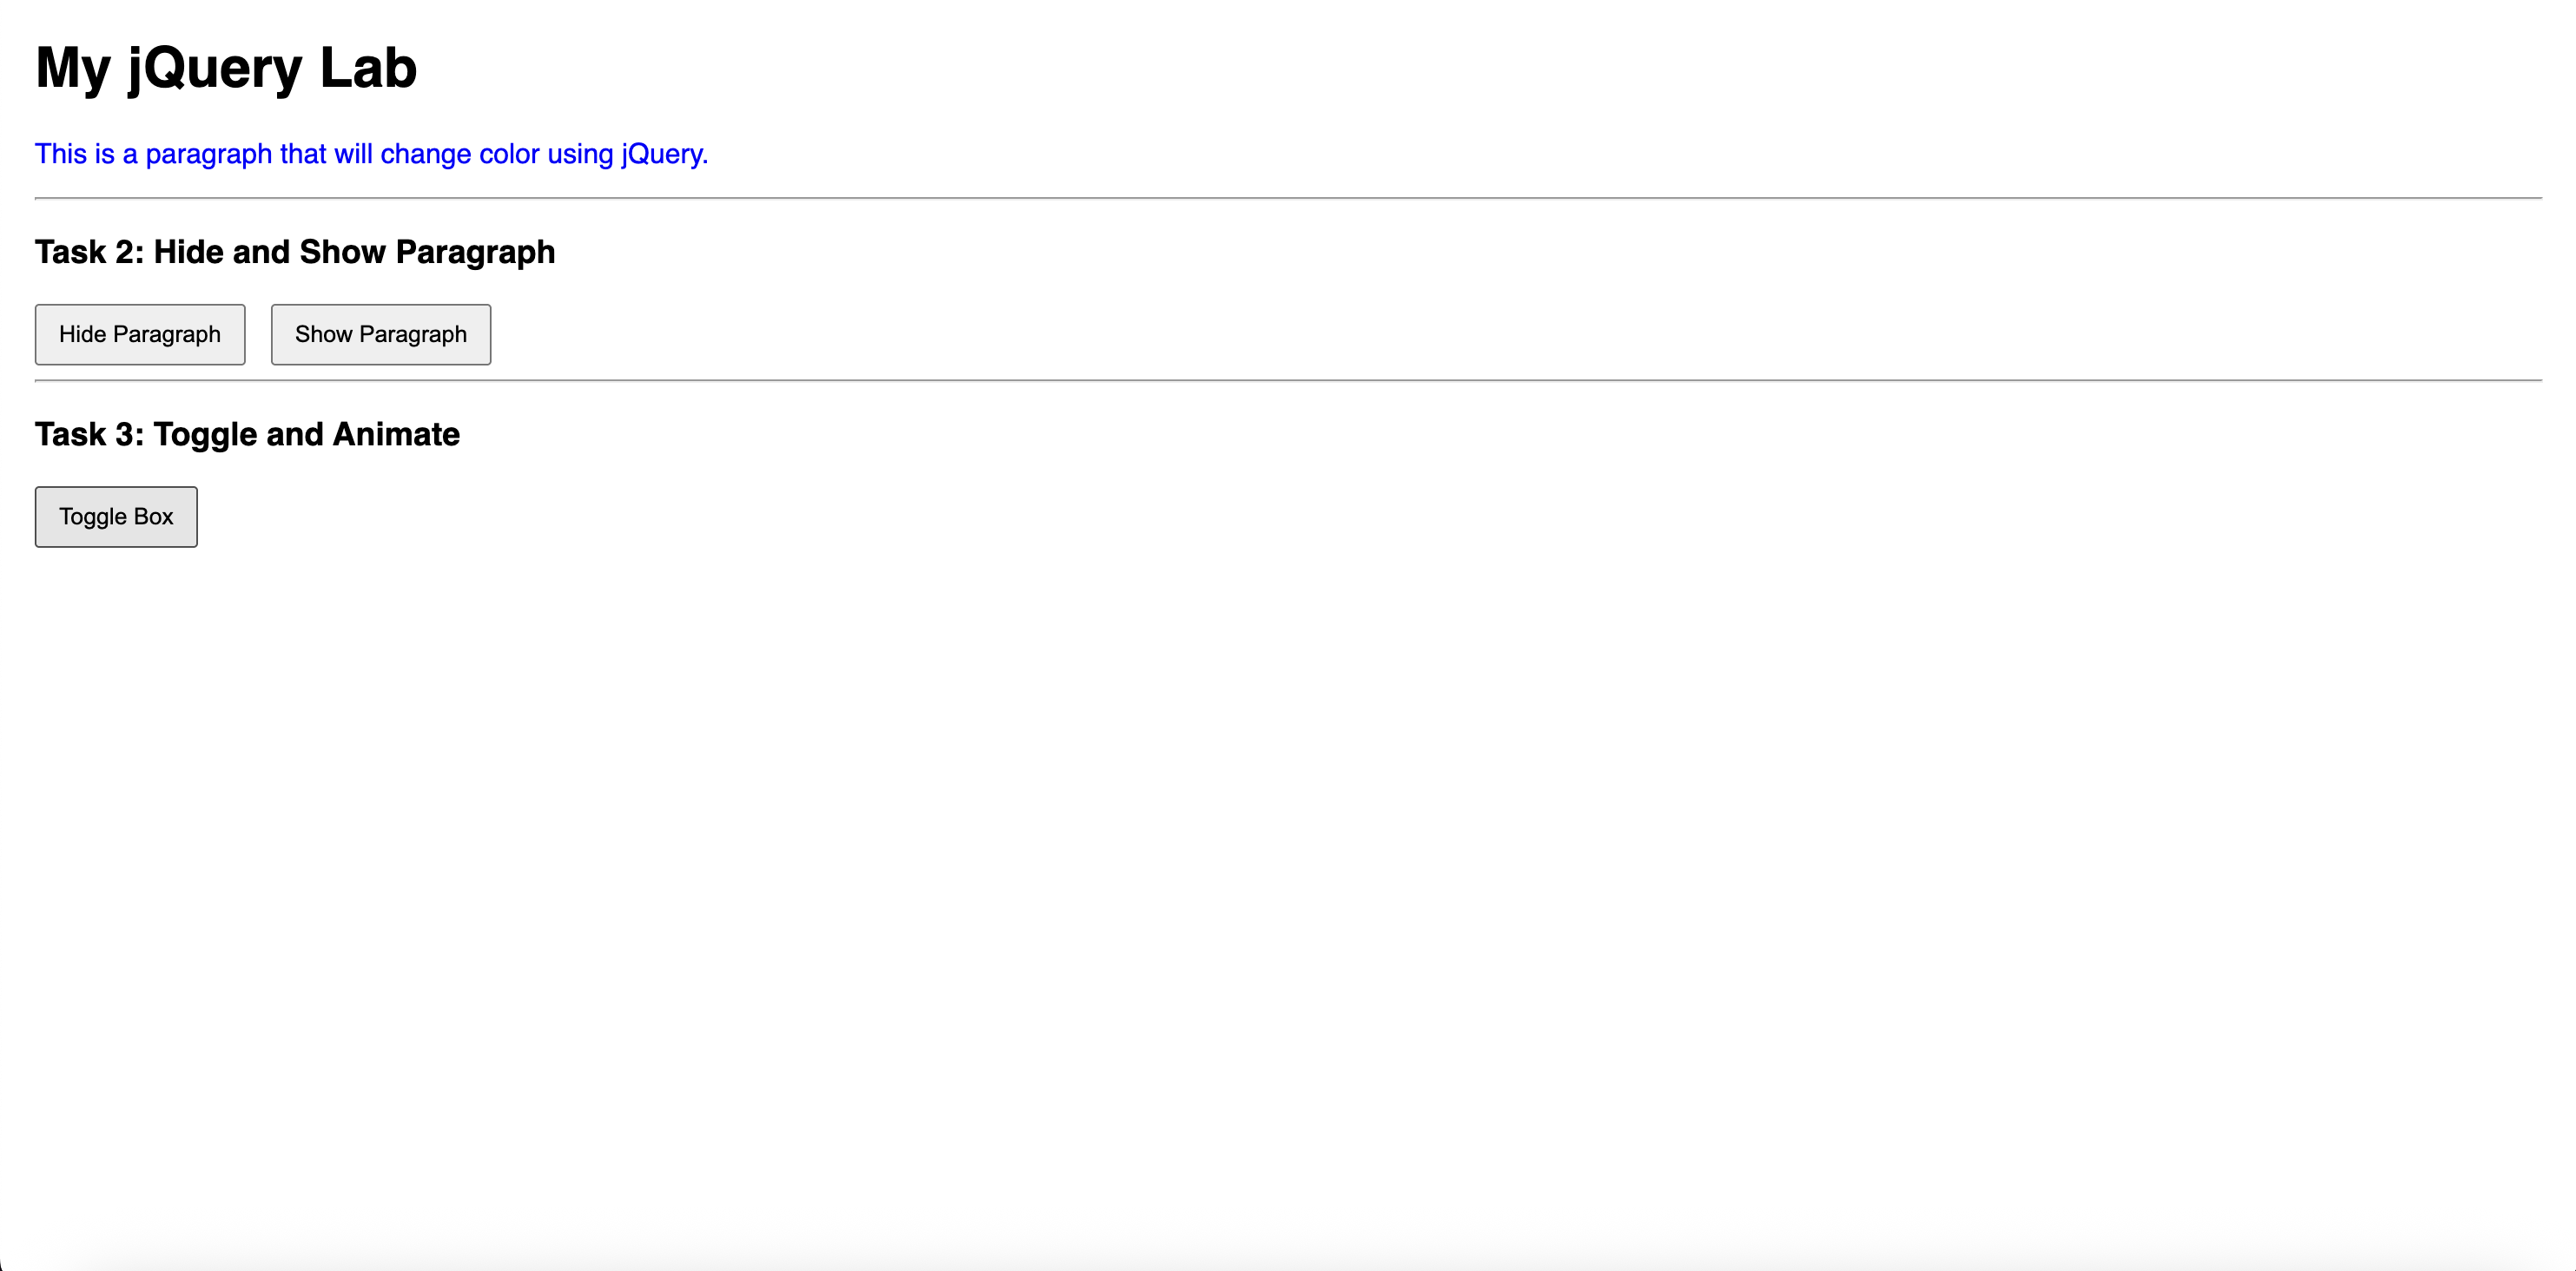 My jQuery Lab
This is a paragraph that will change color using jQuery.
Task 2: Hide and Show Paragraph
Hide Paragraph Show Paragraph
Task 3: Toggle and Animate
Toggle Box